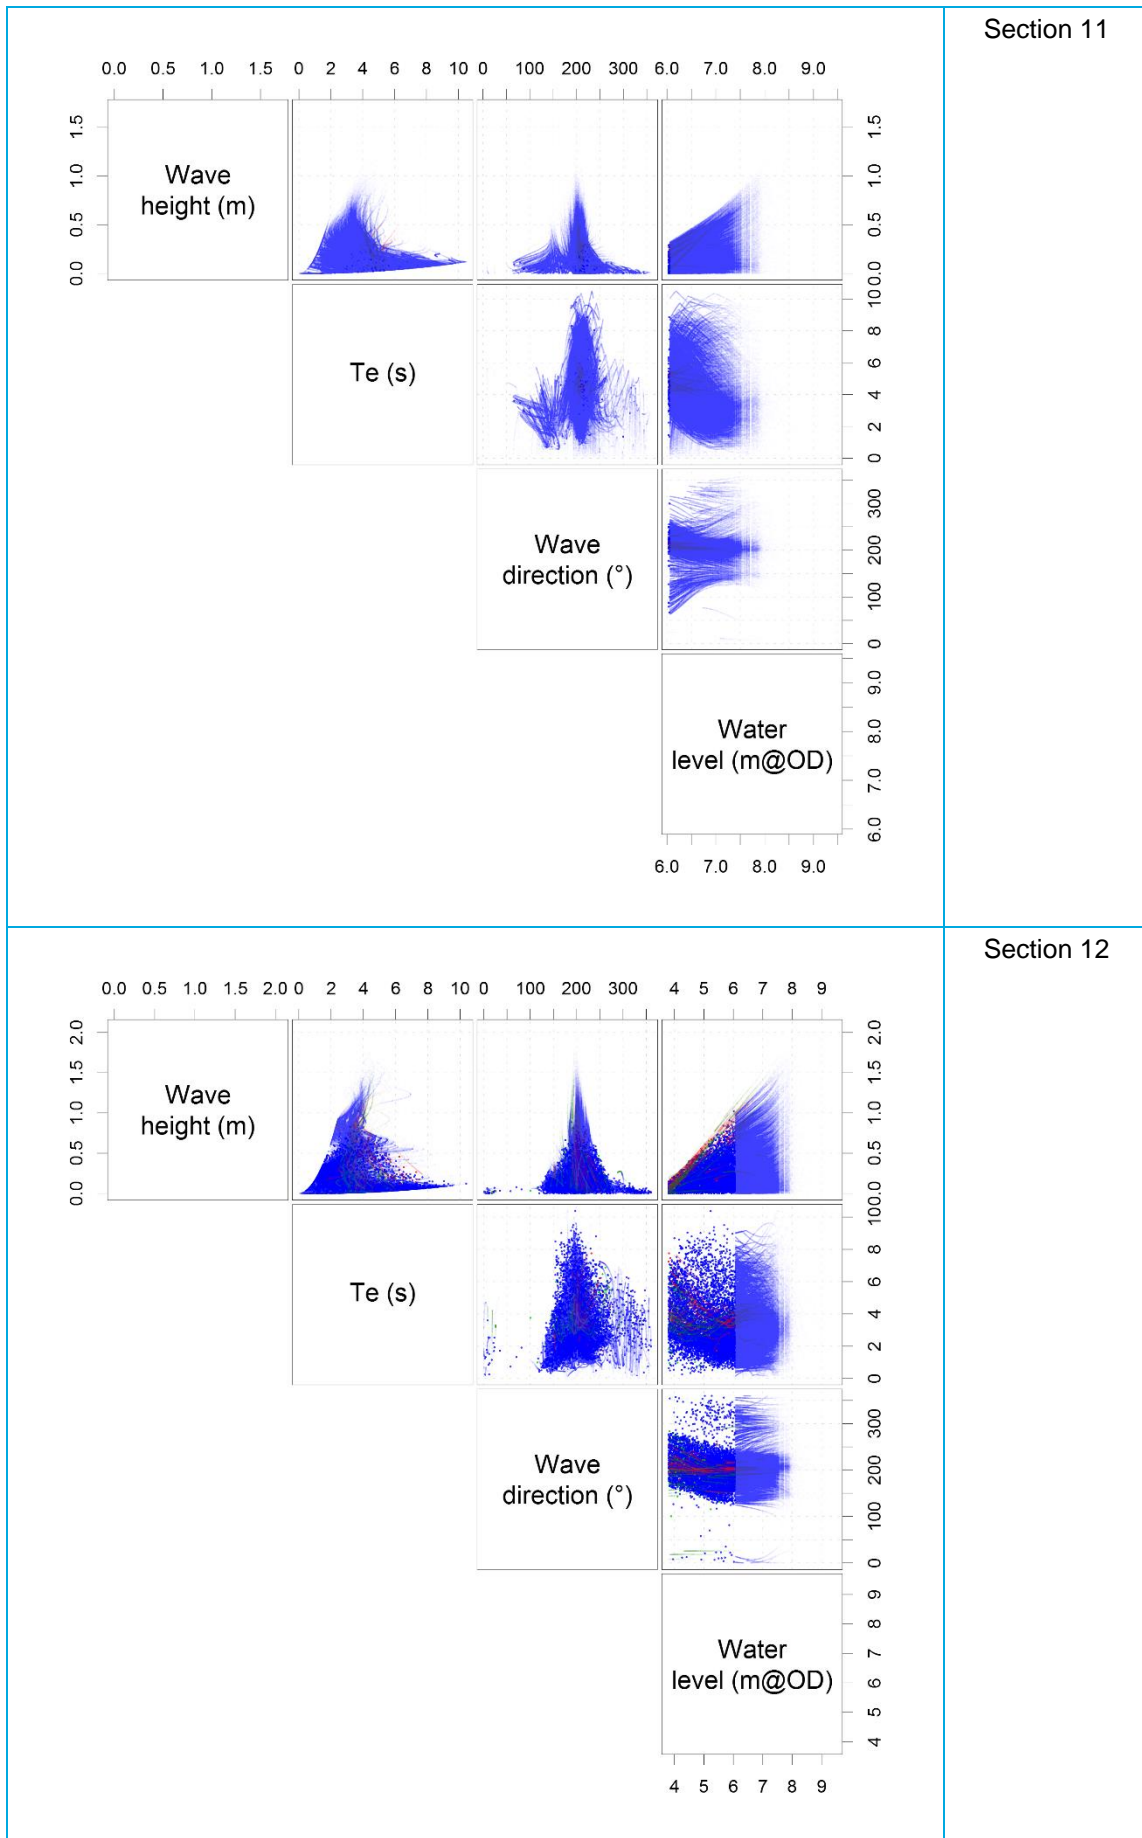 Section 11
0.0 0.5 1.0 1.5 0 2 4 6 8 10 0 100 200 300 6.0 7.0 8.0 9.0
Wave
height (m)
0.0 0.5 1.0 1.5
0.0 0.5 1.0 1.5
Te (s)
0 2 4 6 8 10
Wave
direction (°)
0 100 200 300
Water
level (m@OD)
6.0 7.0 8.0 9.0
6.0 7.0 8.0 9.0
Section 12
0.0 0.5 1.0 1.5 2.0 0 2 4 6 8 10 0 100 200 300 4 5 6 7 8 9
Wave
height (m)
0.0 0.5 1.0 1.5 2.0
0.0 0.5 1.0 1.5 2.0
Te (s)
0 2 4 6 8 10
Wave
direction (°)
0 100 200 300
Water
level (m@OD)
4 5 6 7 8 9
4 5 6 7 8 9